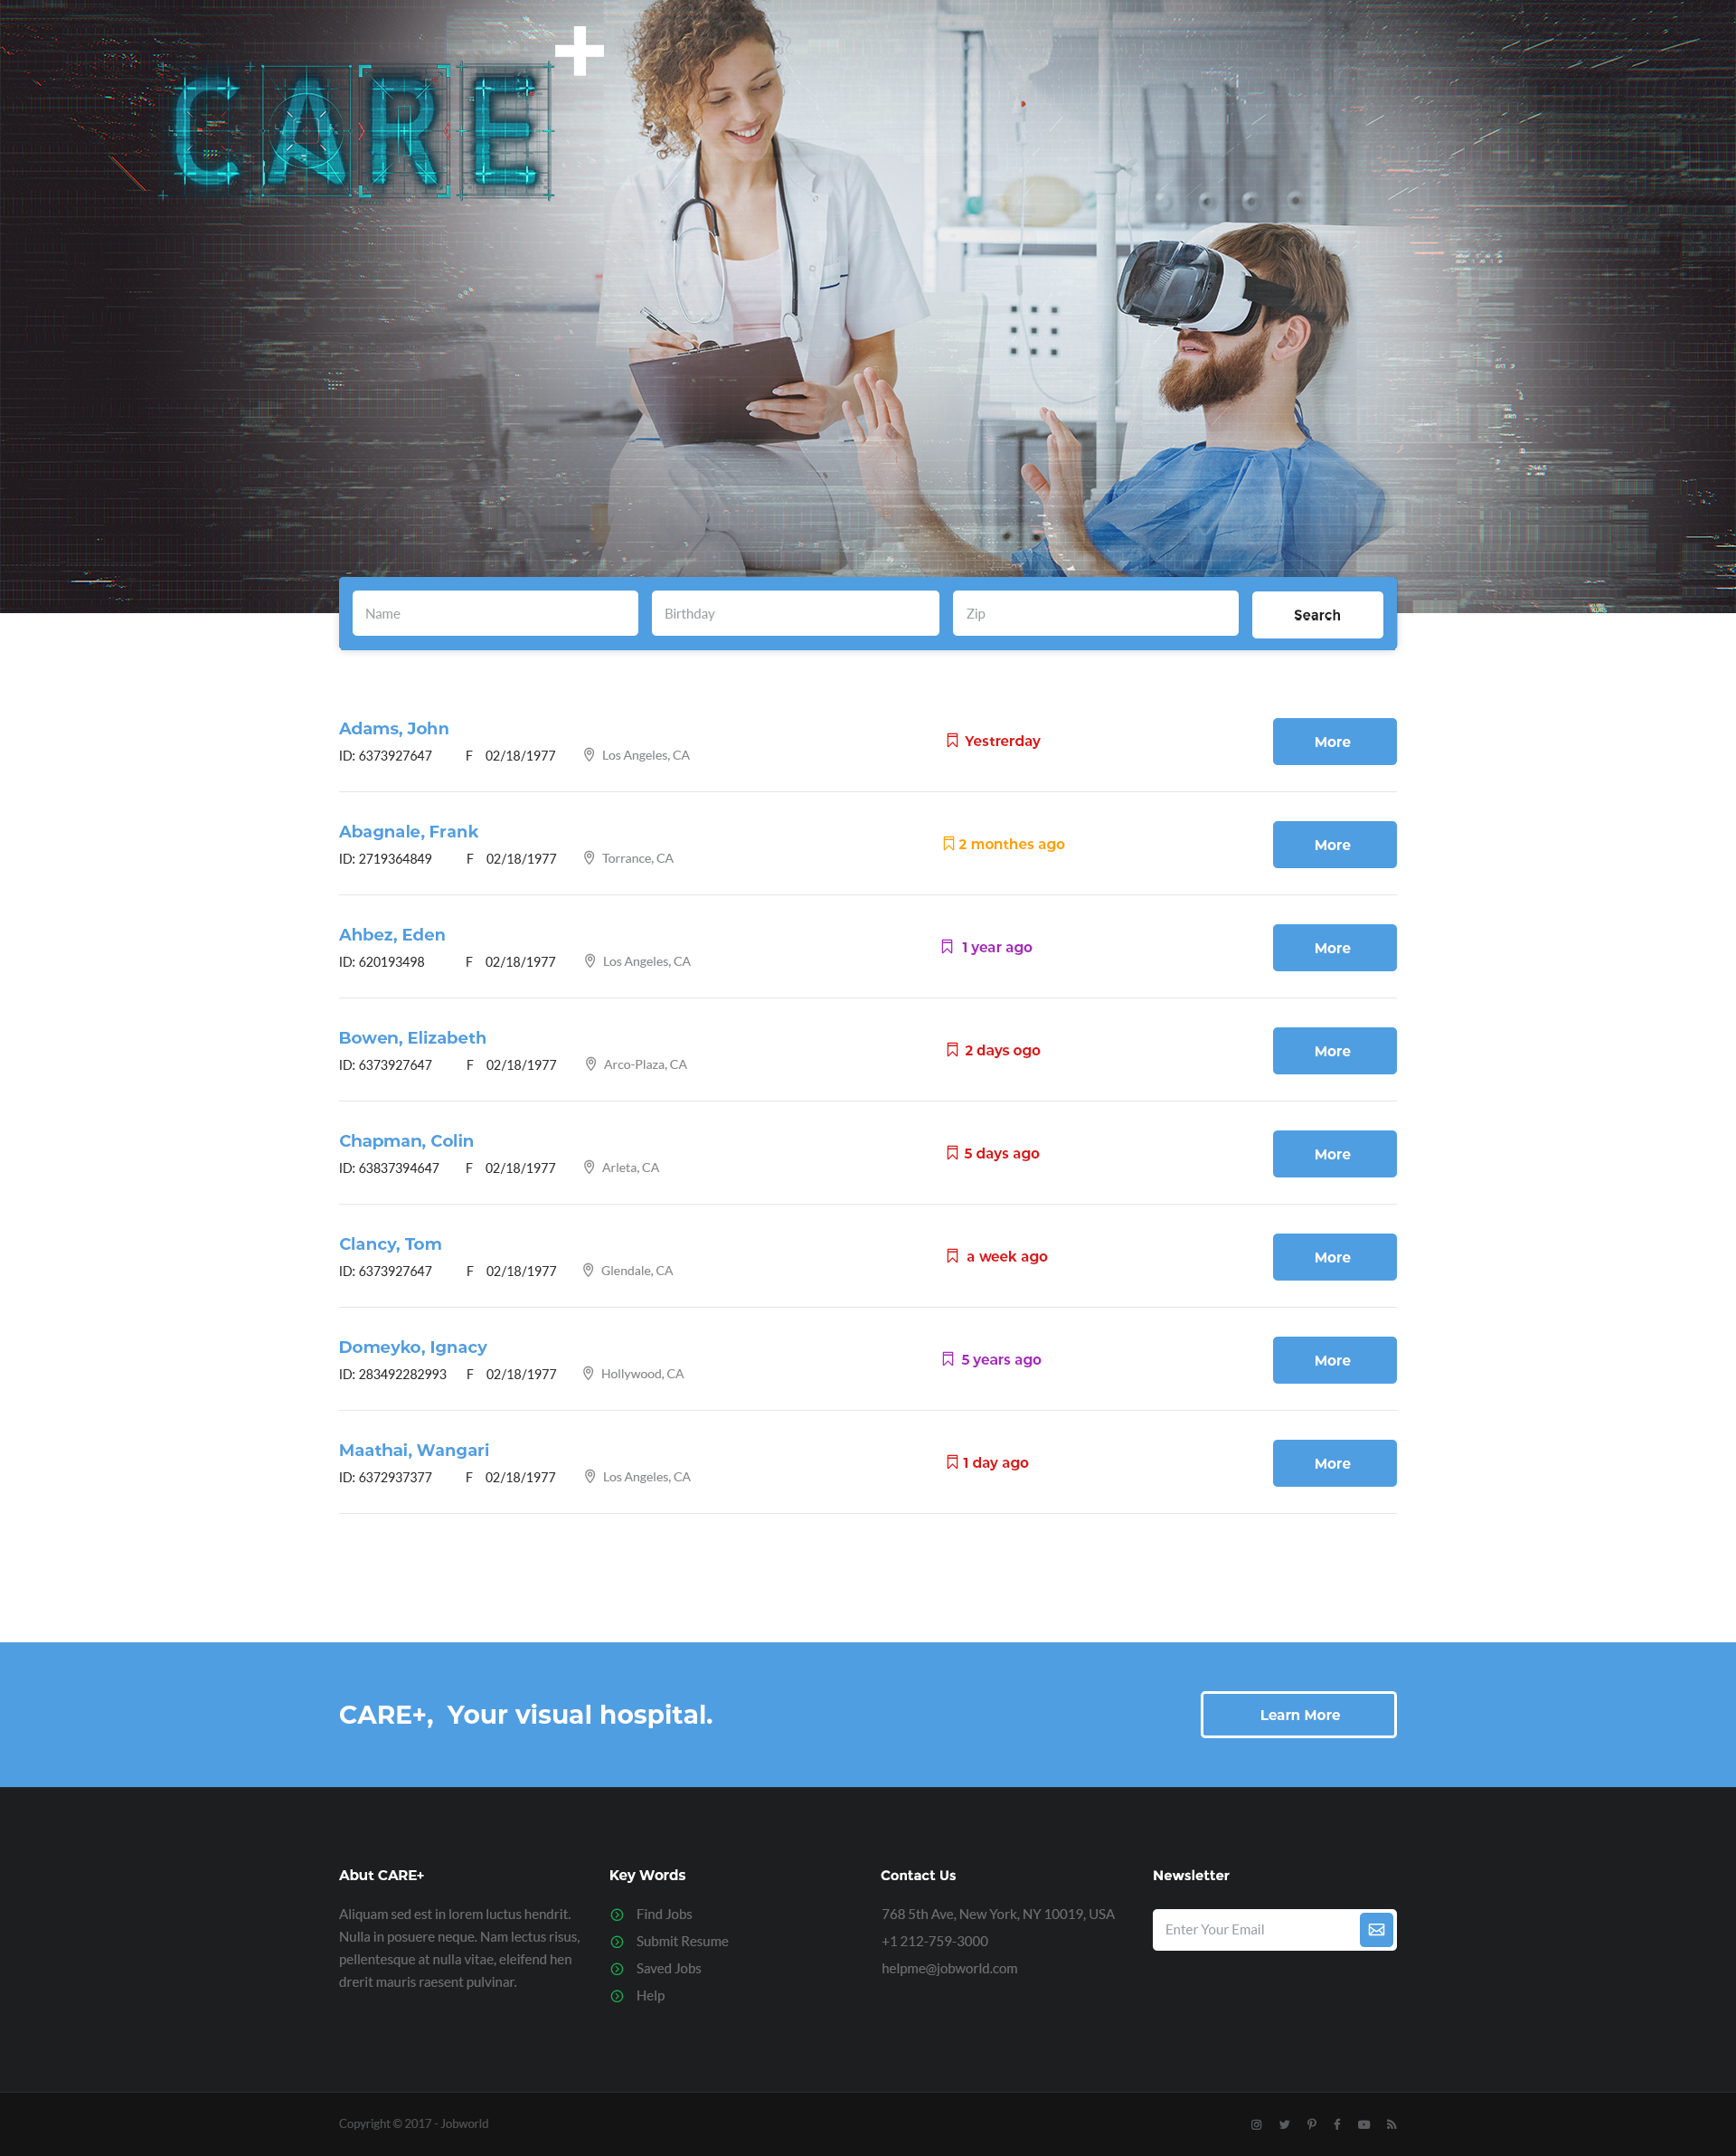 CARE+
Name
Birthday
Zip
Search
Adams, John
ID: 6373927647 F 02/18/1977 Los Angeles, CA
Yestrerday
More
Abagnale, Frank
ID: 2719364849 F 02/18/1977 Torrance, CA
2 monthes ago
More
Ahbez, Eden
ID: 620193498 F 02/18/1977 Los Angeles, CA
1 year ago
More
Bowen, Elizabeth
ID: 6373927647 F 02/18/1977 Arco-Plaza, CA
2 days ogo
More
Chapman, Colin
ID: 63837394647 F 02/18/1977 Arleta, CA
5 days ago
More
Clancy, Tom
ID: 6373927647 F 02/18/1977 Glendale, CA
a week ago
More
Domeyko, Ignacy
ID: 283492282993 F 02/18/1977 Hollywood, CA
5 years ago
More
Maathai, Wangari
ID: 6372937377 F 02/18/1977 Los Angeles, CA
1 day ago
More
CARE+, Your visual hospital.
Learn More
Abut CARE+
Aliquam sed est in lorem luctus hendrit.
Nulla in posuere neque. Nam lectus risus,
pellentesque at nulla vitae, eleifend hen
drerit mauris raesent pulvinar.
Key Words
Find Jobs
Submit Resume
Saved Jobs
Help
Contact Us
768 5th Ave, New York, NY 10019, USA
+1 212-759-3000
helpme@jobworld.com
Newsletter
Enter Your Email
Copyright © 2017 - Jobworld